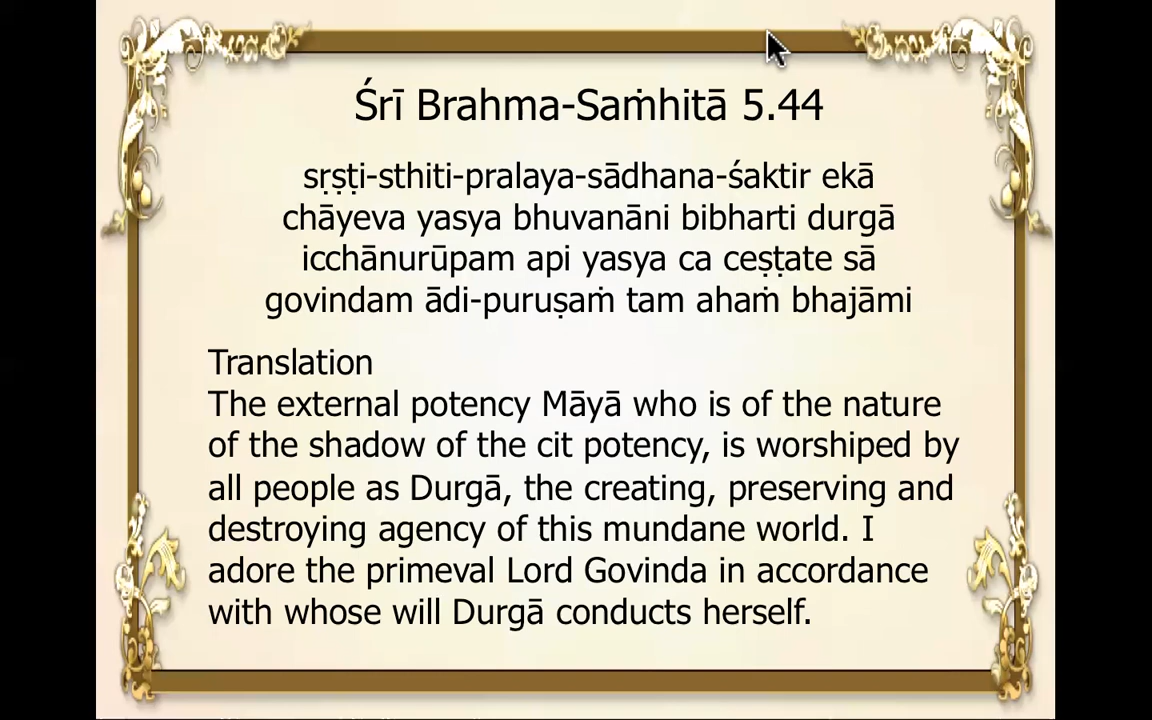 Śrī Brahma-Saṁhitā 5.44
sṛṣṭi-sthiti-pralaya-sādhana-śaktir ekā
chāyeva yasya bhuvanāni bibharti durgā
icchānurūpam api yasya ca ceṣṭate sā
govindam ādi-puruṣaṁ tam ahaṁ bhajāmi
Translation
The external potency Māyā who is of the nature
of the shadow of the cit potency, is worshiped by
all people as Durgā, the creating, preserving and
destroying agency of this mundane world. I
adore the primeval Lord Govinda in accordance
with whose will Durgā conducts herself.